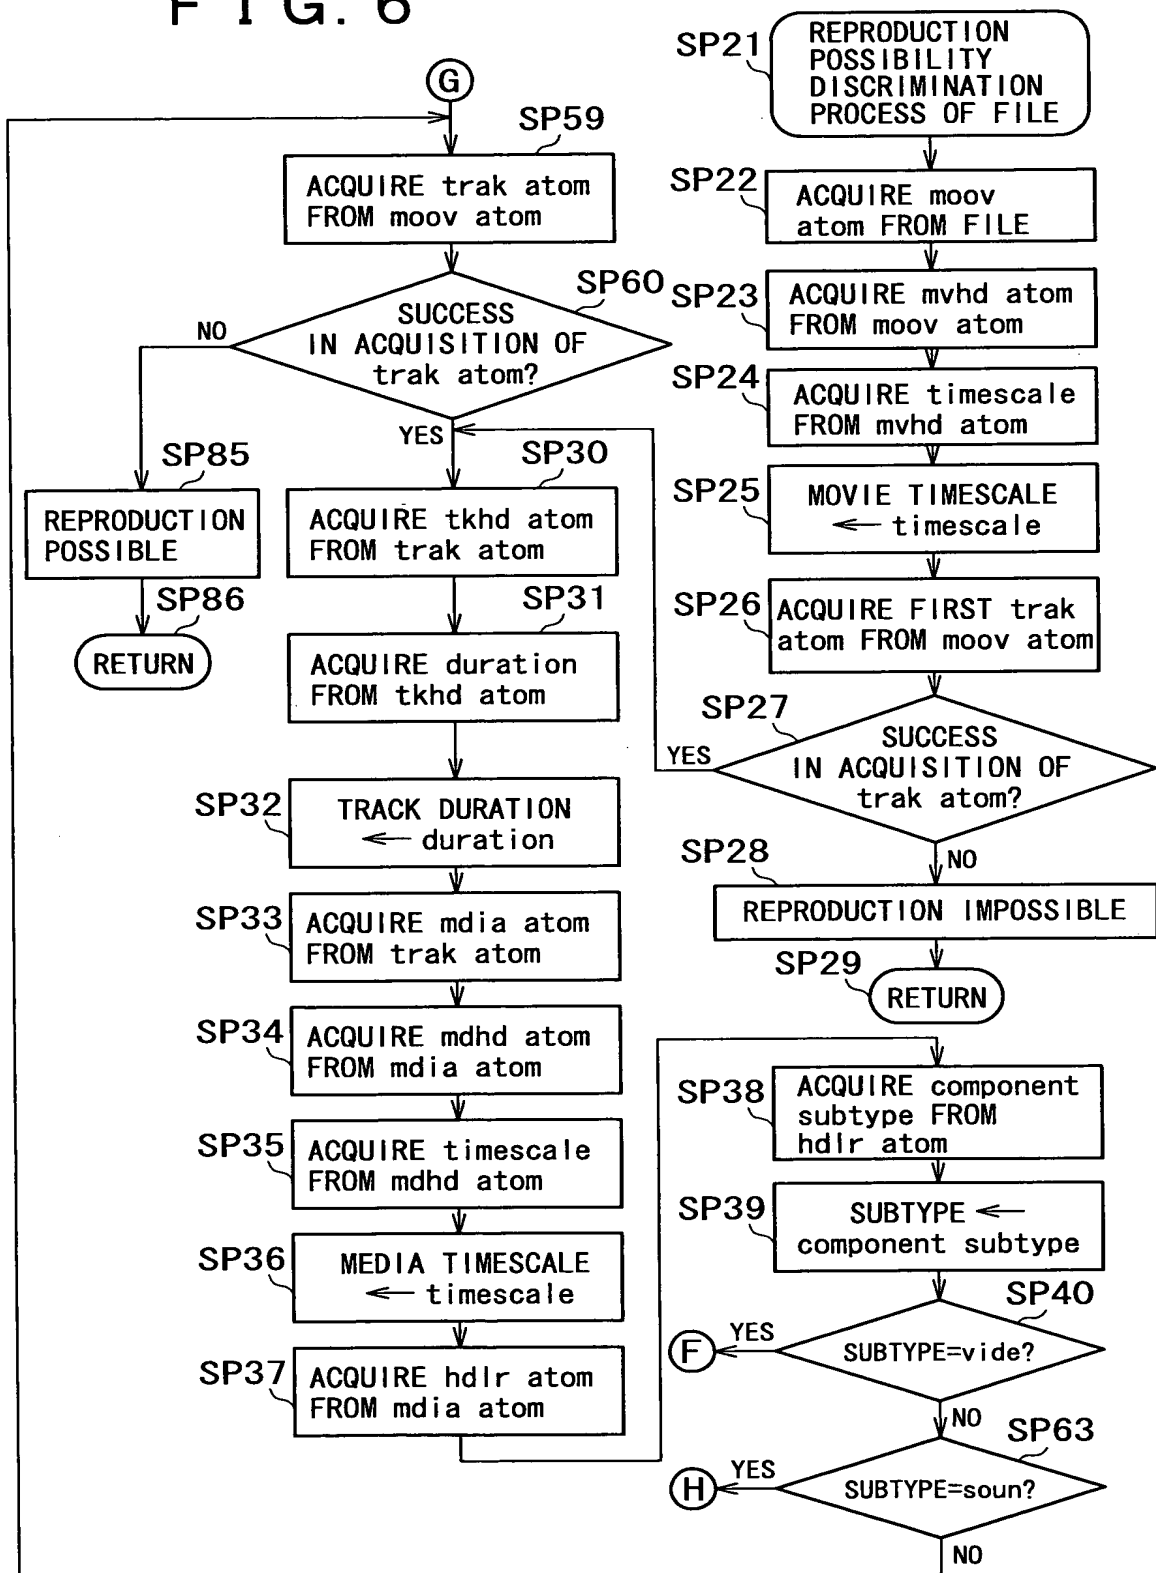 FIG. 6
G
SP59
ACQUIRE trak atom
FROM moov atom
SP60
SUCCESS
IN ACQUISITION OF
trak atom?
NO
YES
SP85
REPRODUCTION
POSSIBLE
SP86
RETURN
SP30
ACQUIRE tkhd atom
FROM trak atom
SP31
ACQUIRE duration
FROM tkhd atom
SP32
TRACK DURATION
← duration
SP33
ACQUIRE mdia atom
FROM trak atom
SP34
ACQUIRE mdhd atom
FROM mdia atom
SP35
ACQUIRE timescale
FROM mdhd atom
SP36
MEDIA TIMESCALE
← timescale
SP37
ACQUIRE hdlr atom
FROM mdia atom
SP21
REPRODUCTION
POSSIBILITY
DISCRIMINATION
PROCESS OF FILE
SP22
ACQUIRE moov
atom FROM FILE
SP23
ACQUIRE mvhd atom
FROM moov atom
SP24
ACQUIRE timescale
FROM mvhd atom
SP25
MOVIE TIMESCALE
← timescale
SP26
ACQUIRE FIRST trak
atom FROM moov atom
SP27
SUCCESS
IN ACQUISITION OF
trak atom?
YES
NO
SP28
REPRODUCTION IMPOSSIBLE
SP29
RETURN
SP38
ACQUIRE component
subtype FROM
hdlr atom
SP39
SUBTYPE ←
component subtype
SP40
SUBTYPE=vide?
YES
F
NO
SP63
SUBTYPE=soun?
YES
H
NO